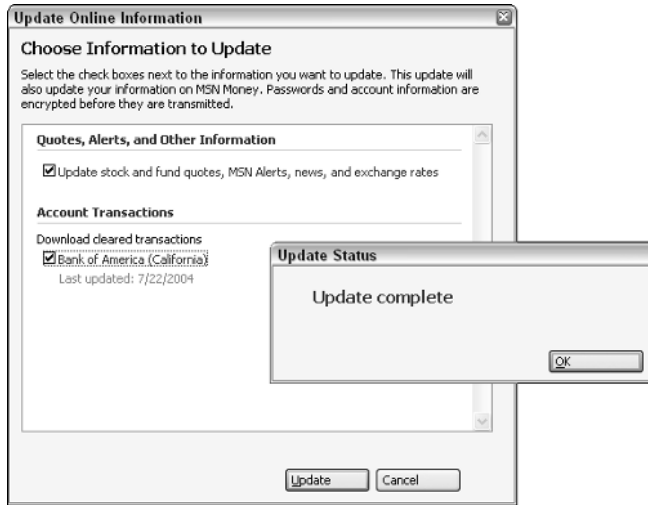 Update Online Information
Choose Information to Update
Select the check boxes next to the information you want to update. This update will
also update your information on MSN Money. Passwords and account information are
encrypted before they are transmitted.
Quotes, Alerts, and Other Information
Update stock and fund quotes, MSN Alerts, news, and exchange rates
Account Transactions
Download cleared transactions
Bank of America (California)
Last updated: 7/22/2004
Update Status
Update complete
OK
Update
Cancel